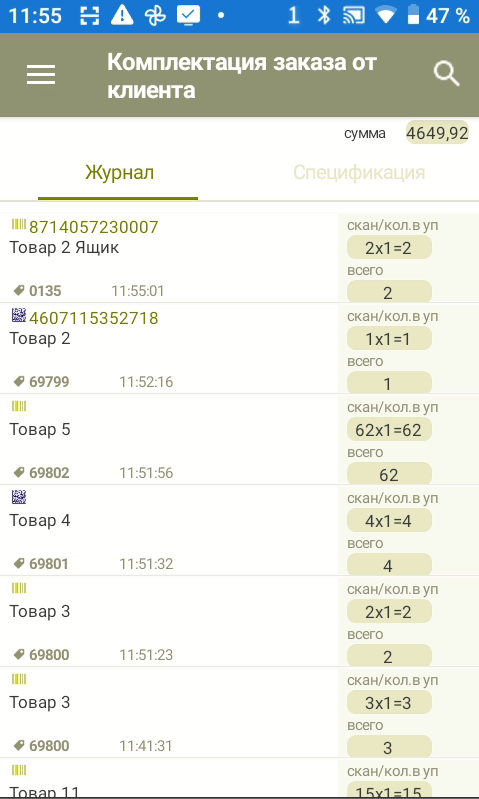 11:55
1
47 %
Комплектация заказа от
клиента
сумма 4649,92
Журнал Спецификация
8714057230007 скан/кол.в уп
Товар 2 Ящик 2x1=2
всего
0135 11:55:01 2
4607115352718 скан/кол.в уп
Товар 2 1x1=1
всего
69799 11:52:16 1
скан/кол.в уп
Товар 5 62x1=62
всего
69802 11:51:56 62
скан/кол.в уп
Товар 4 4x1=4
всего
69801 11:51:32 4
скан/кол.в уп
Товар 3 2x1=2
всего
69800 11:51:23 2
скан/кол.в уп
Товар 3 3x1=3
всего
69800 11:41:31 3
скан/кол.в уп
Товар 11 15x1=15